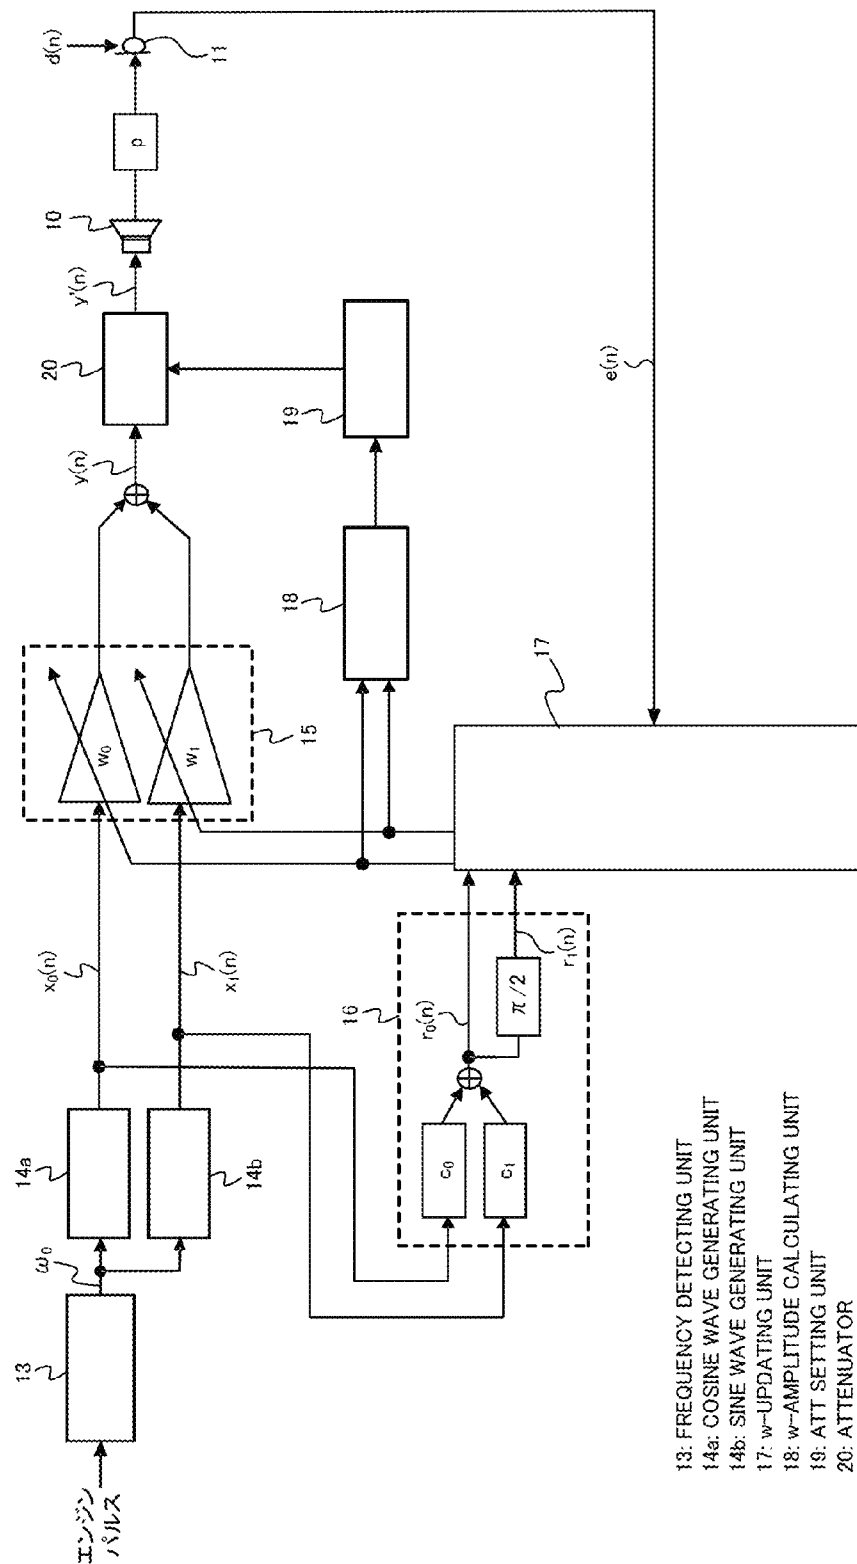 エンジン
パルス
13
ω0
14a
14b
x0(n)
x1(n)
w0
w1
15
y(n)
20
y'(n)
10
p
d(n)
11
18
19
e(n)
17
16
c0
c1
r0(n)
π/2
r1(n)
13: FREQUENCY DETECTING UNIT
14a: COSINE WAVE GENERATING UNIT
14b: SINE WAVE GENERATING UNIT
17: w-UPDATING UNIT
18: w-AMPLITUDE CALCULATING UNIT
19: ATT SETTING UNIT
20: ATTENUATOR